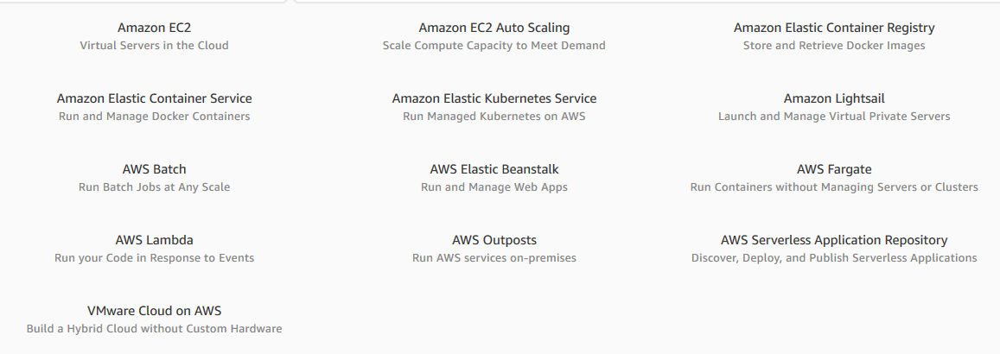 Amazon EC2
Virtual Servers in the Cloud
Amazon EC2 Auto Scaling
Scale Compute Capacity to Meet Demand
Amazon Elastic Container Registry
Store and Retrieve Docker Images
Amazon Elastic Container Service
Run and Manage Docker Containers
Amazon Elastic Kubernetes Service
Run Managed Kubernetes on AWS
Amazon Lightsail
Launch and Manage Virtual Private Servers
AWS Batch
Run Batch Jobs at Any Scale
AWS Elastic Beanstalk
Run and Manage Web Apps
AWS Fargate
Run Containers without Managing Servers or Clusters
AWS Lambda
Run your Code in Response to Events
AWS Outposts
Run AWS services on-premises
AWS Serverless Application Repository
Discover, Deploy, and Publish Serverless Applications
VMware Cloud on AWS
Build a Hybrid Cloud without Custom Hardware